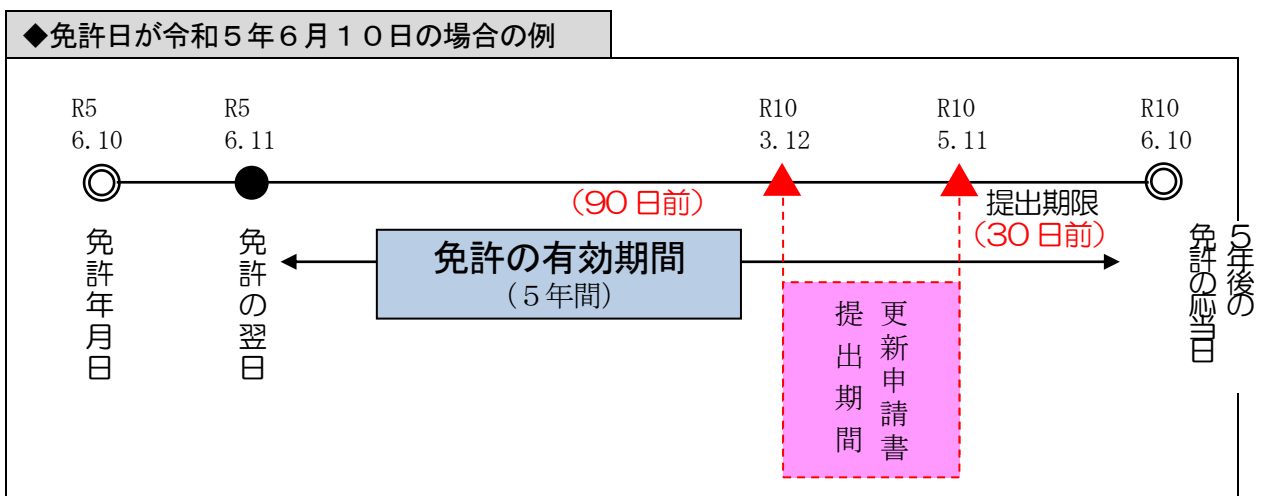 ◆免許日が令和５年６月１０日の場合の例
R5
6.10
R5
6.11
R10
3.12
R10
5.11
R10
6.10
（90日前）
提出期限
（30日前）
免許年月日
免許の翌日
免許の有効期間
（５年間）
更新申請書
提出期間
５年後の
免許の応当日